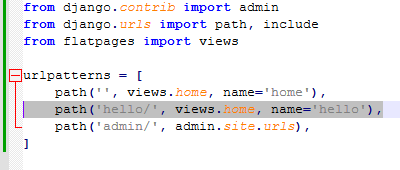 from django.contrib import admin
from django.urls import path, include
from flatpages import views
urlpatterns = [
    path('', views.home, name='home'),
    path('hello/', views.home, name='hello'),
    path('admin/', admin.site.urls),
]